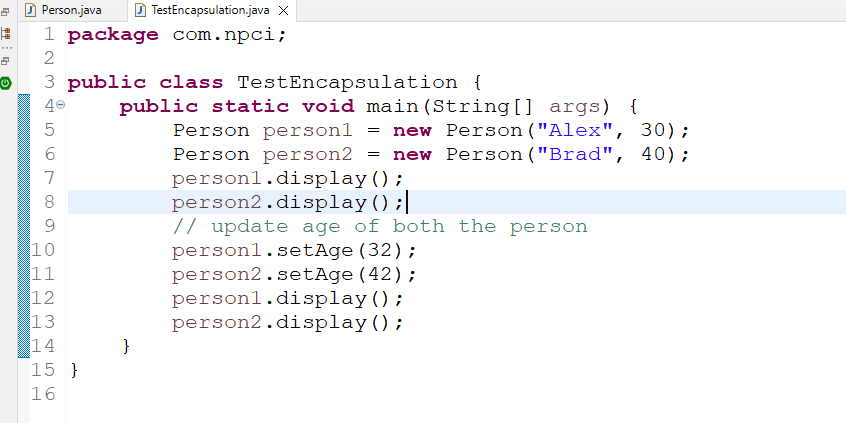 Person.java
TestEncapsulation.java
1 package com.npci;
2
3 public class TestEncapsulation {
4 public static void main(String[] args) {
5 Person person1 = new Person("Alex", 30);
6 Person person2 = new Person("Brad", 40);
7 person1.display();
8 person2.display();
9 // update age of both the person
10 person1.setAge(32);
11 person2.setAge(42);
12 person1.display();
13 person2.display();
14 }
15 }
16